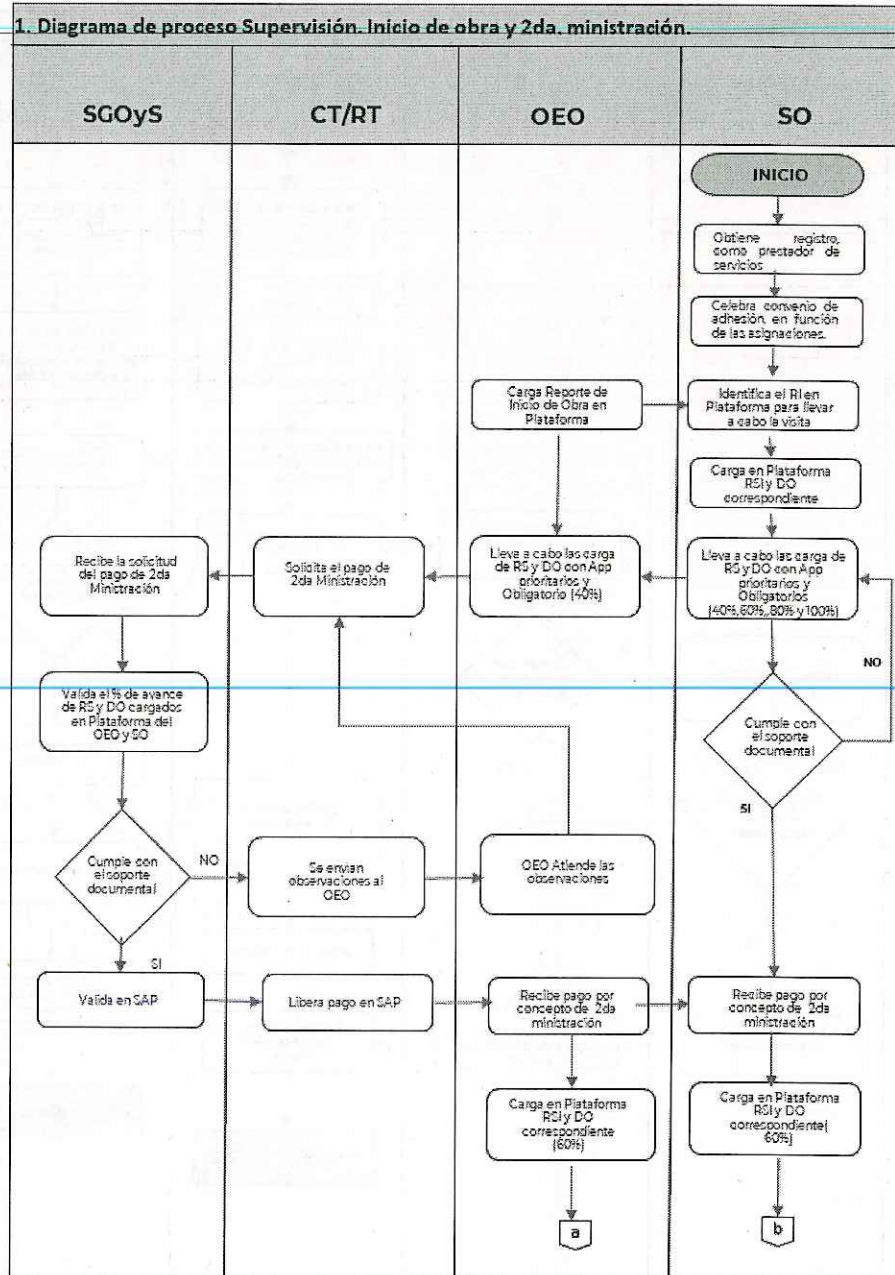 1. Diagrama de proceso Supervisión. Inicio de obra y 2da. ministración.
SGOyS
CT/RT
OEO
SO
INICIO
Obtiene registro,
como prestador de
servicios
Celebra convenio de
adhesión, en función
de las asignaciones.
Carga Reporte de
Inicio de Obra en
Plataforma
Identifica el RI en
Plataforma para llevar
a cabo la visita
Carga en Plataforma
RSI y DO
correspondiente
Recibe la solicitud
del pago de 2da
Ministración
Solicita el pago de
2da Ministración
Lleva a cabo las carga
de RS y DO con App
prioritarios y
Obligatorio (40%)
Lleva a cabo las carga de
RS y DO con App
prioritarios y
Obligatorios
(40%,60%,,80% y 100%)
NO
Valida el % de avance
de RS y DO cargados
en Plataforma del
OEO y SO
Cumple con
el soporte
documental
SI
Cumple con
el soporte
documental
NO
Se envian
observaciones al
OEO
OEO Atiende las
observaciones
SI
Valida en SAP
Libera pago en SAP
Recibe pago por
concepto de 2da
ministración
Recibe pago por
concepto de 2da
ministración
Carga en Plataforma
RSI y DO
correspondiente
(60%)
Carga en Plataforma
RSI y DO
correspondiente(
60%)
a
b